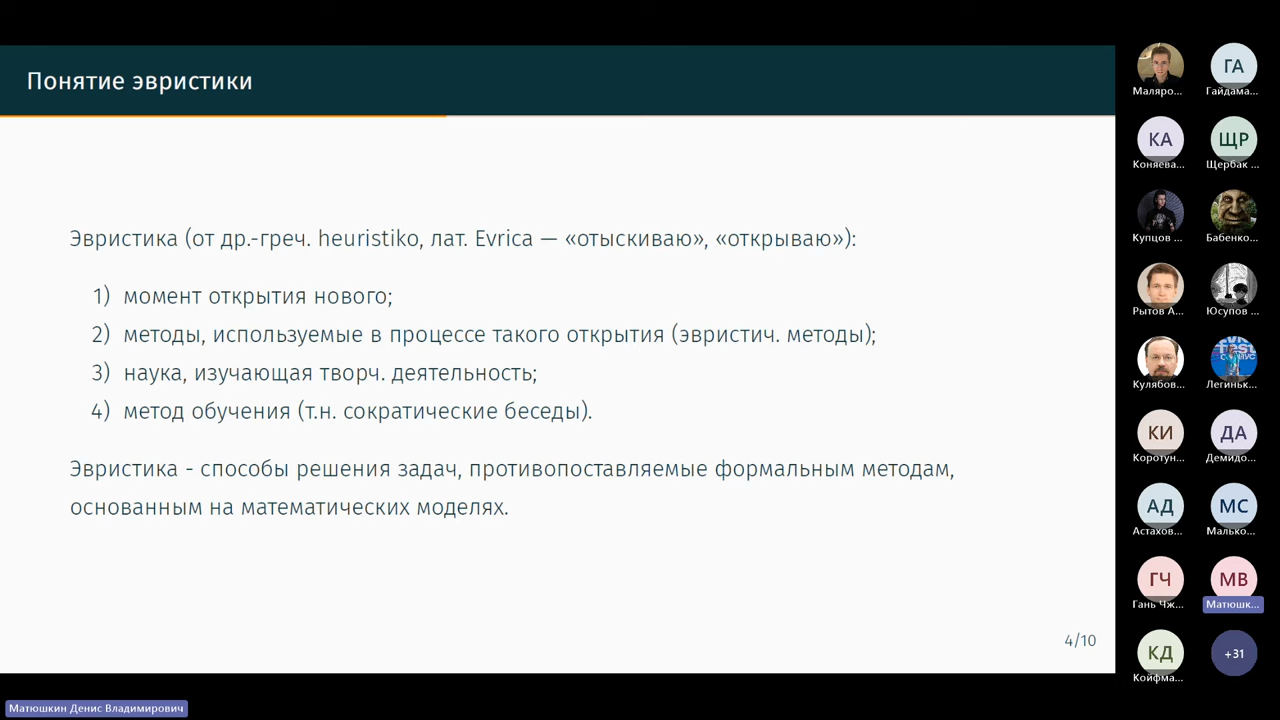 Понятие эвристики
Эвристика (от др.-греч. heuristiko, лат. Evrica — «отыскиваю», «открываю»):
1) момент открытия нового;
2) методы, используемые в процессе такого открытия (эвристич. методы);
3) наука, изучающая творч. деятельность;
4) метод обучения (т.н. сократические беседы).
Эвристика - способы решения задач, противопоставляемые формальным методам,
основанным на математических моделях.
4/10
Маляро...
ГА
Гайдама...
КА
Коняева...
ЩР
Щербак ...
Купцов ...
Бабенко...
Рытов А...
Юсупов ...
Кулябов...
Легиньк...
КИ
Коротун...
ДА
Демидо...
АД
Астахов...
МС
Малько...
ГЧ
Гань Чж...
МВ
Матюшк...
КД
Койфма...
+31
Матюшкин Денис Владимирович